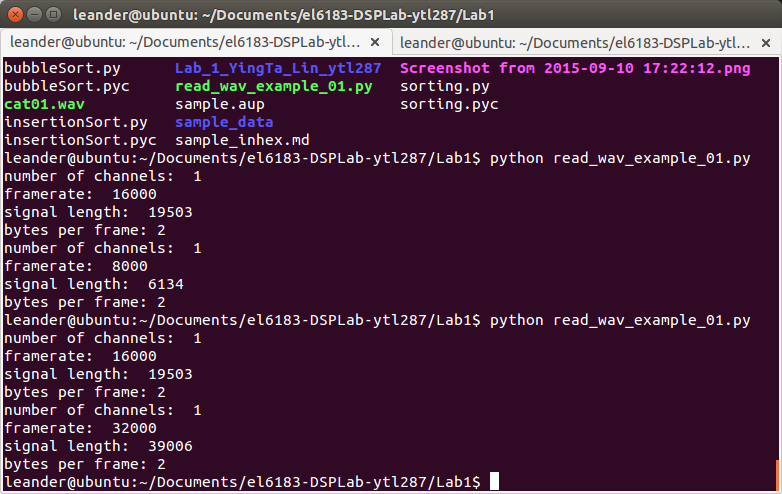 leander@ubuntu: ~/Documents/el6183-DSPLab-ytl287/Lab1
leander@ubuntu: ~/Documents/el6183-DSPLab-ytl... × leander@ubuntu: ~/Documents/el6183-DSPLab-ytl... ×
bubbleSort.py Lab_1_YingTa_Lin_ytl287 Screenshot from 2015-09-10 17:22:12.png
bubbleSort.pyc read_wav_example_01.py sorting.py
cat01.wav sample.aup sorting.pyc
insertionSort.py sample_data
insertionSort.pyc sample_inhex.md
leander@ubuntu:~/Documents/el6183-DSPLab-ytl287/Lab1$ python read_wav_example_01.py
number of channels:  1
framerate:  16000
signal length:  19503
bytes per frame: 2
number of channels:  1
framerate:  8000
signal length:  6134
bytes per frame: 2
leander@ubuntu:~/Documents/el6183-DSPLab-ytl287/Lab1$ python read_wav_example_01.py
number of channels:  1
framerate:  16000
signal length:  19503
bytes per frame: 2
number of channels:  1
framerate:  32000
signal length:  39006
bytes per frame: 2
leander@ubuntu:~/Documents/el6183-DSPLab-ytl287/Lab1$